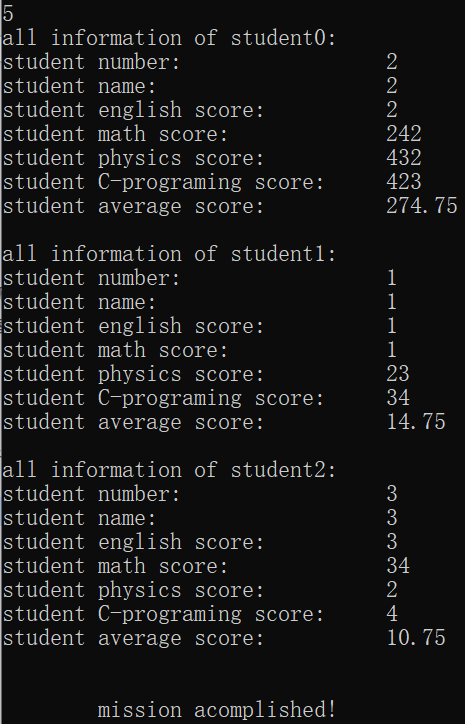 5
all information of student0:
student number: 2
student name: 2
student english score: 2
student math score: 242
student physics score: 432
student C-programing score: 423
student average score: 274.75
all information of student1:
student number: 1
student name: 1
student english score: 1
student math score: 1
student physics score: 23
student C-programing score: 34
student average score: 14.75
all information of student2:
student number: 3
student name: 3
student english score: 3
student math score: 34
student physics score: 2
student C-programing score: 4
student average score: 10.75
mission acomplished!